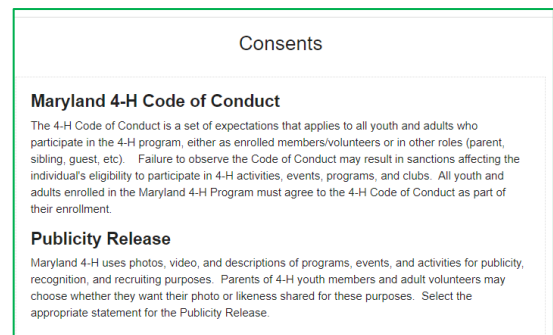 Consents
Maryland 4-H Code of Conduct
The 4-H Code of Conduct is a set of expectations that applies to all youth and adults who
participate in the 4-H program, either as enrolled members/volunteers or in other roles (parent,
sibling, guest, etc).    Failure to observe the Code of Conduct may result in sanctions affecting the
individual's eligibility to participate in 4-H activities, events, programs, and clubs.  All youth and
adults enrolled in the Maryland 4-H Program must agree to the 4-H Code of Conduct as part of
their enrollment.
Publicity Release
Maryland 4-H uses photos, video, and descriptions of programs, events, and activities for publicity,
recognition, and recruiting purposes.  Parents of 4-H youth members and adult volunteers may
choose whether they want their photo or likeness shared for these purposes.  Select the
appropriate statement for the Publicity Release.